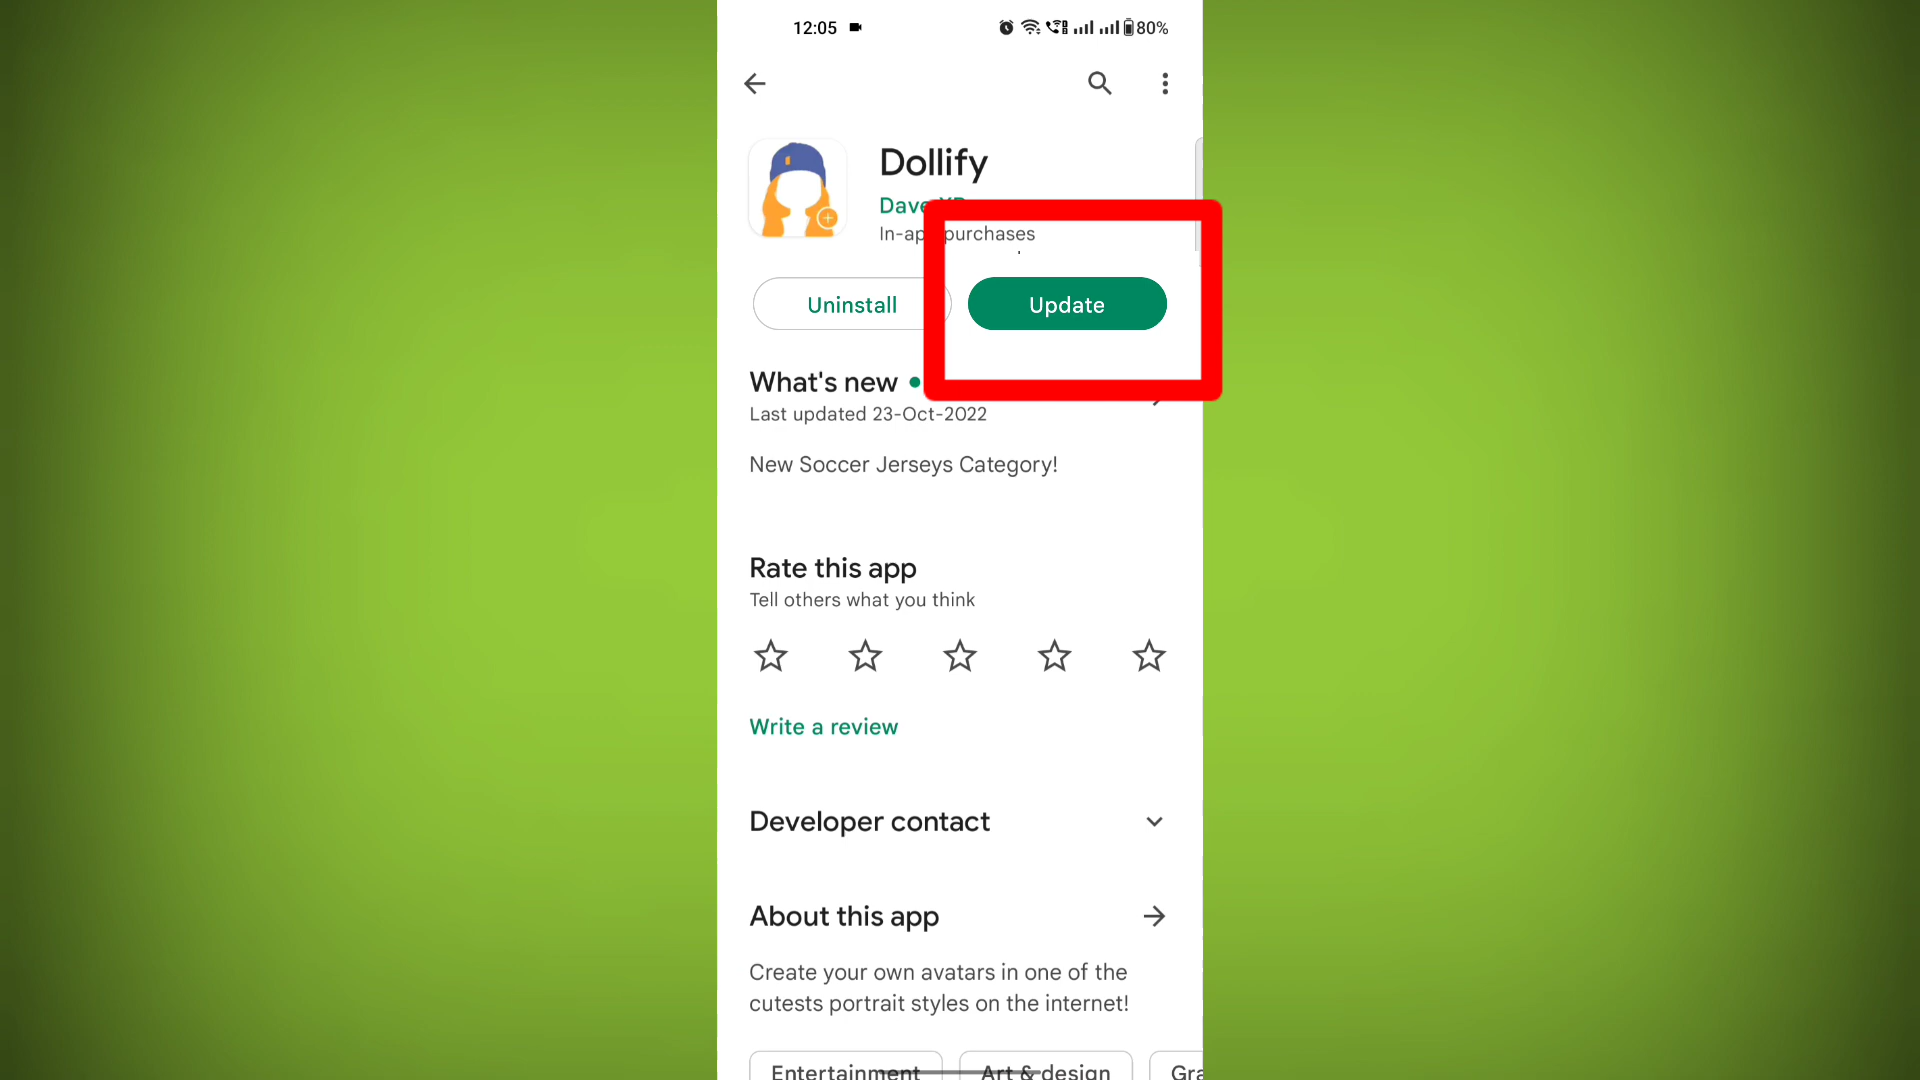 12:05
80%
Dollify
Dave
In-app purchases
Uninstall
Update
What's new
Last updated 23-Oct-2022
New Soccer Jerseys Category!
Rate this app
Tell others what you think
Write a review
Developer contact
About this app
Create your own avatars in one of the
cutests portrait styles on the internet!
Entertainment
Art & design